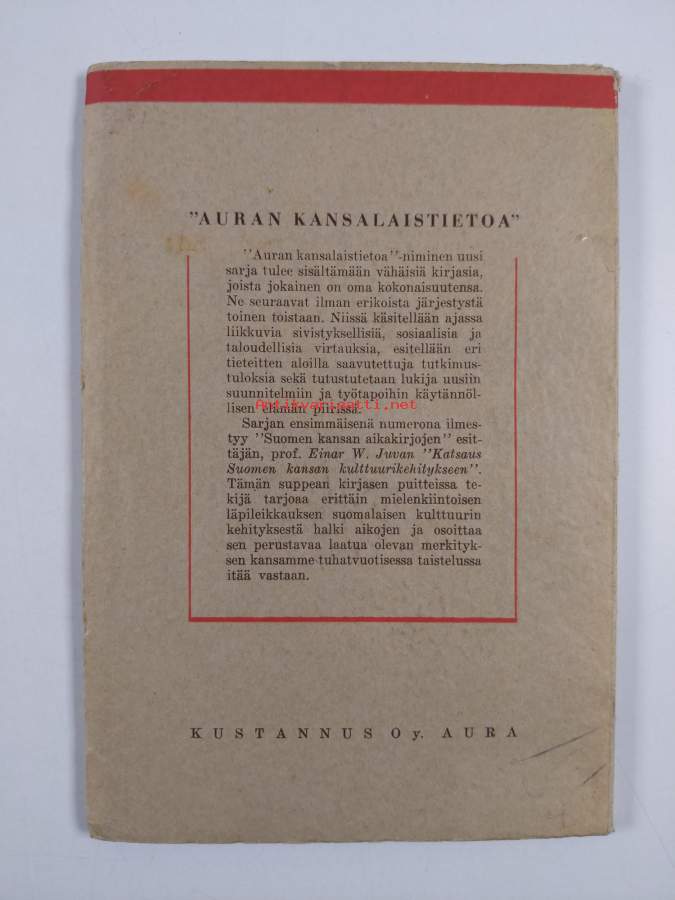 "AURAN KANSALAISTIETOA"
"Auran kansalaistietoa"-niminen uusi
sarja tulee sisältämään vähäisiä kirjasia,
joista jokainen on oma kokonaisuutensa.
Ne seuraavat ilman erikoista järjestystä
toinen toistaan. Niissä käsitellään ajassa
liikkuvia sivistyksellisiä, sosiaalisia ja
taloudellisia virtauksia, esitellään eri
tieteitten aloilla saavutettuja tutkimus-
tuloksia sekä tutustutetaan lukija uusiin
suunnitelmiin ja työtapoihin käytännöl-
lisen elämän piirissä.
Antikvariaatti.net
Sarjan ensimmäisenä numerona ilmes-
tyy "Suomen kansan aikakirjojen" esit-
täjän, prof. Einar W. Juvan "Katsaus
Suomen kansan kulttuurikehitykseen".
Tämän suppean kirjasen puitteissa te-
kijä tarjoaa erittäin mielenkiintoisen
läpileikkauksen suomalaisen kulttuurin
kehityksestä halki aikojen ja osoittaa
sen perustavaa laatua olevan merkityk-
sen kansamme tuhatvuotisessa taistelussa
itää vastaan.
KUSTANNUS Oy. AURA